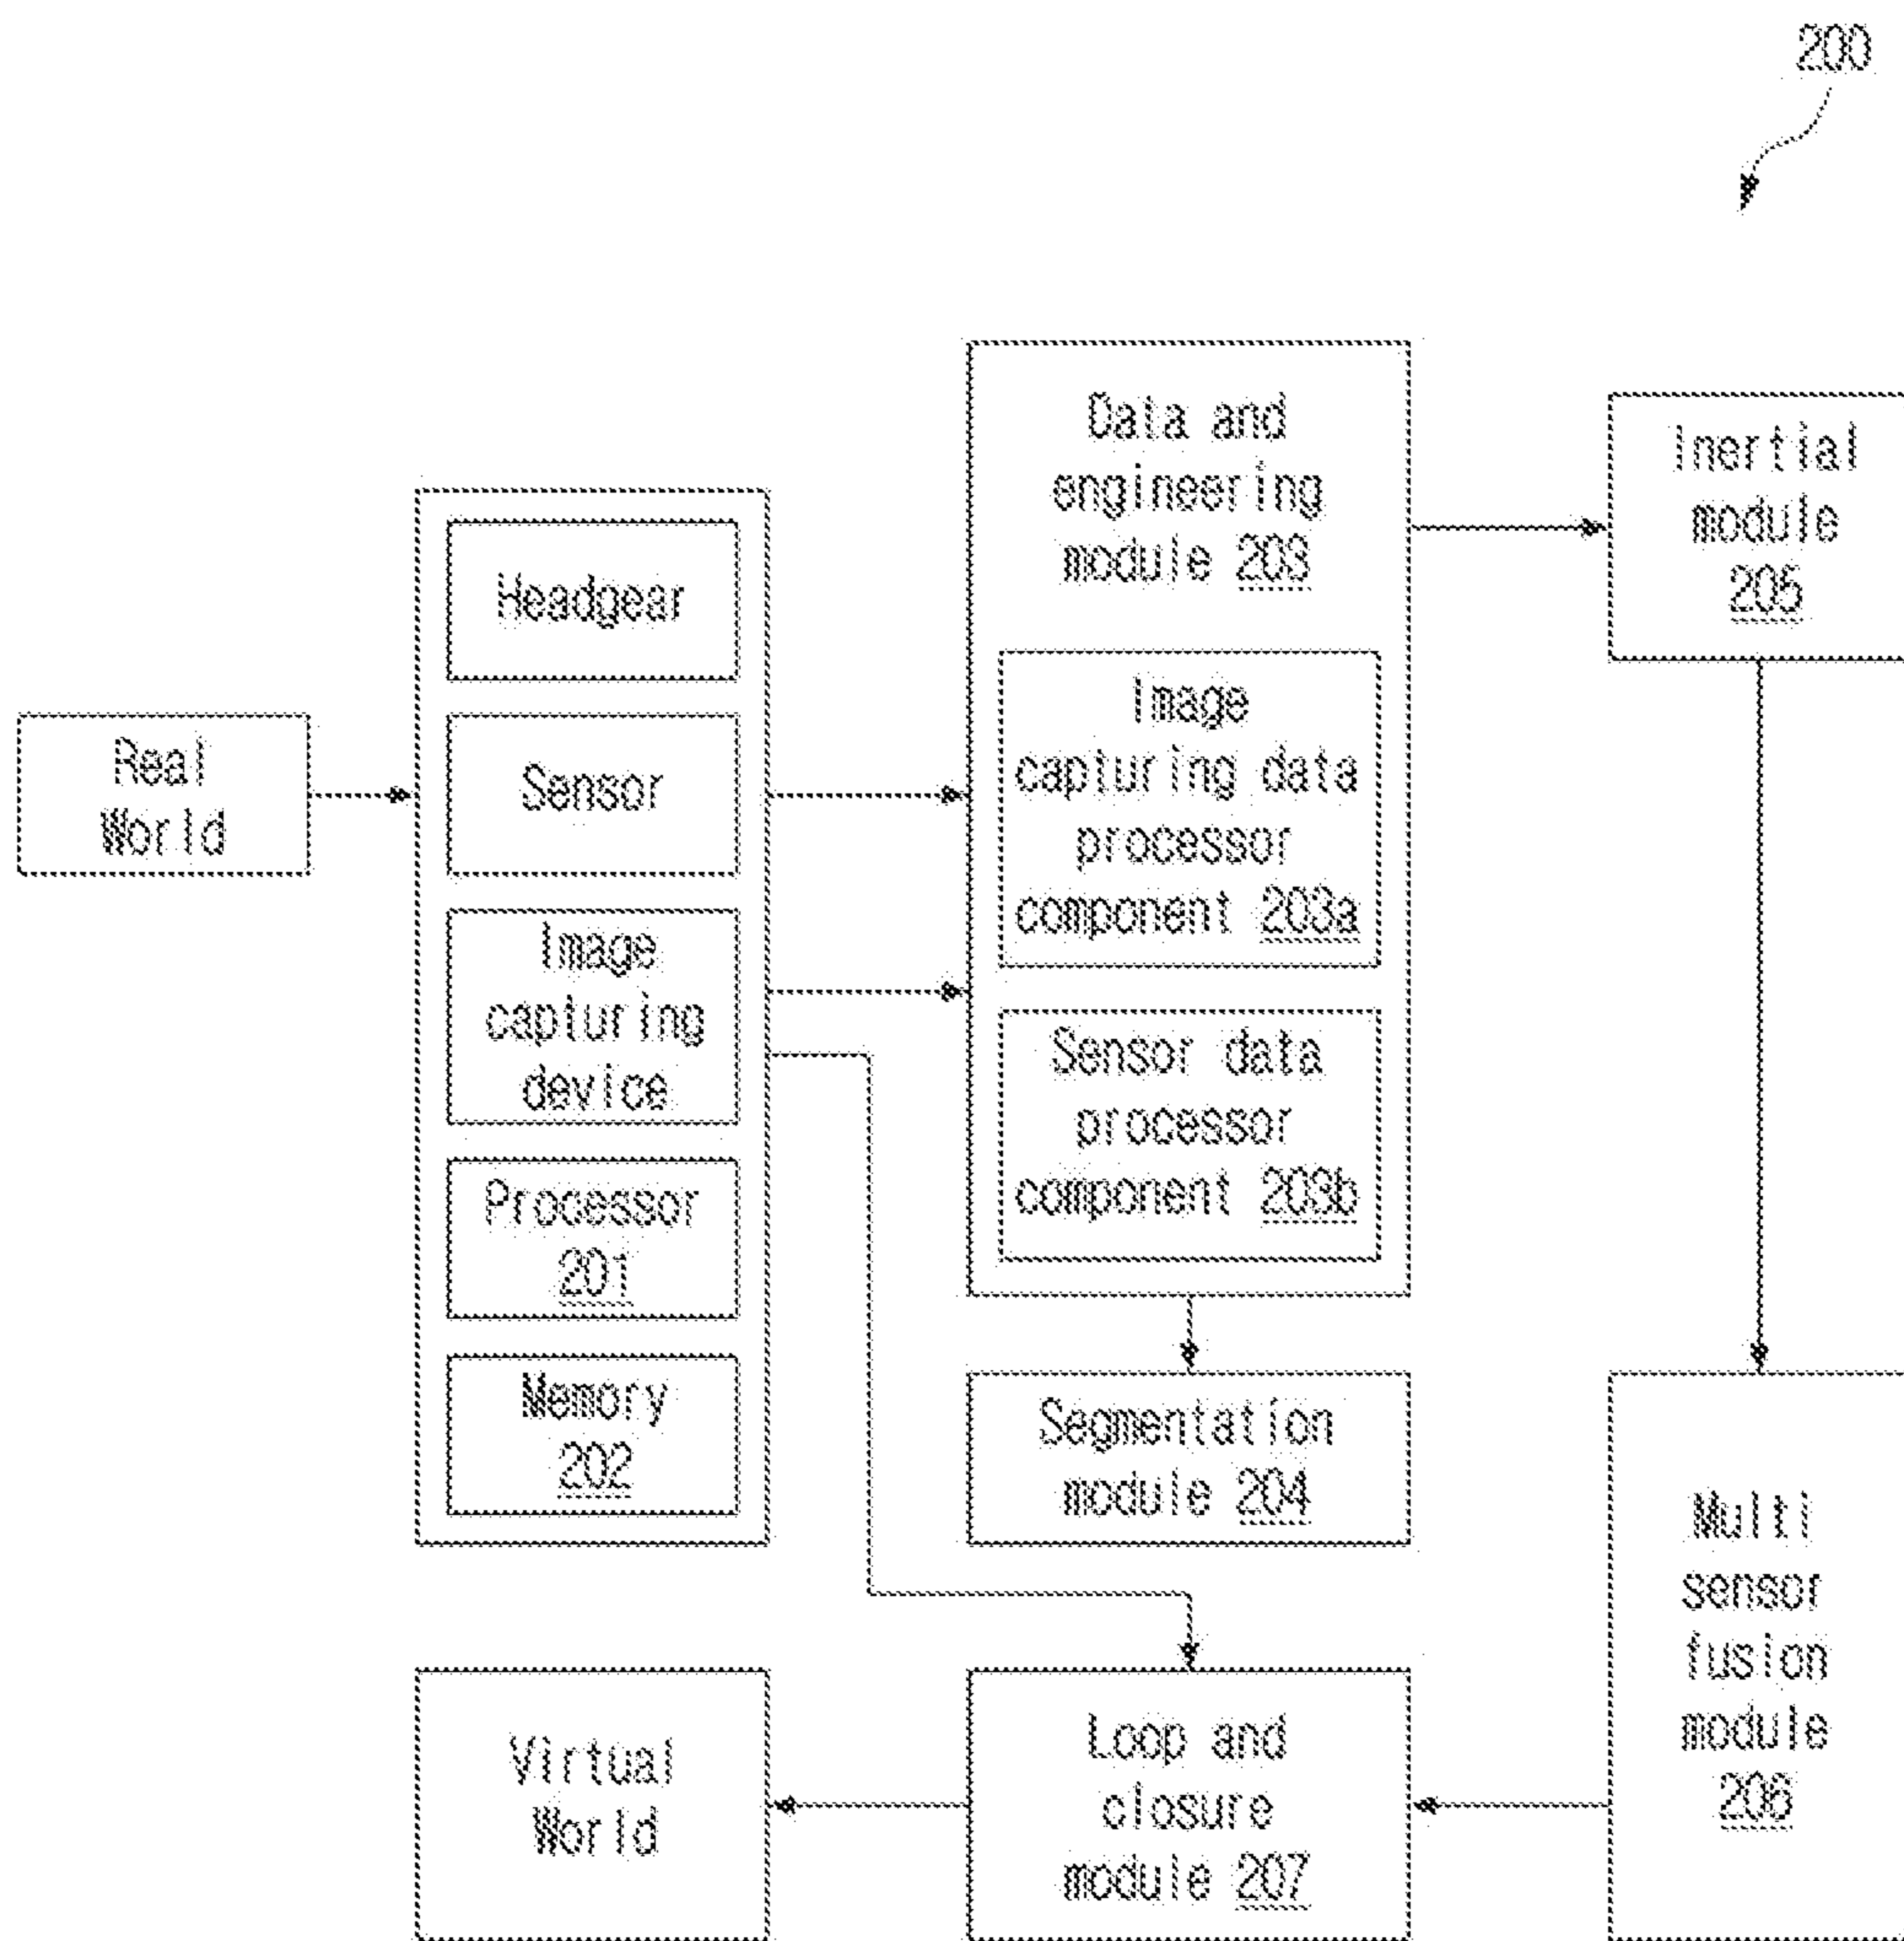 200
Real
World
Headgear
Sensor
Image
capturing
device
Processor
201
Memory
202
Data and
engineering
module 203
Image
capturing data
processor
component 203a
Sensor data
processor
component 203b
Segmentation
module 204
Inertial
module
205
Multi
sensor
fusion
module
206
Loop and
closure
module 207
Virtual
World